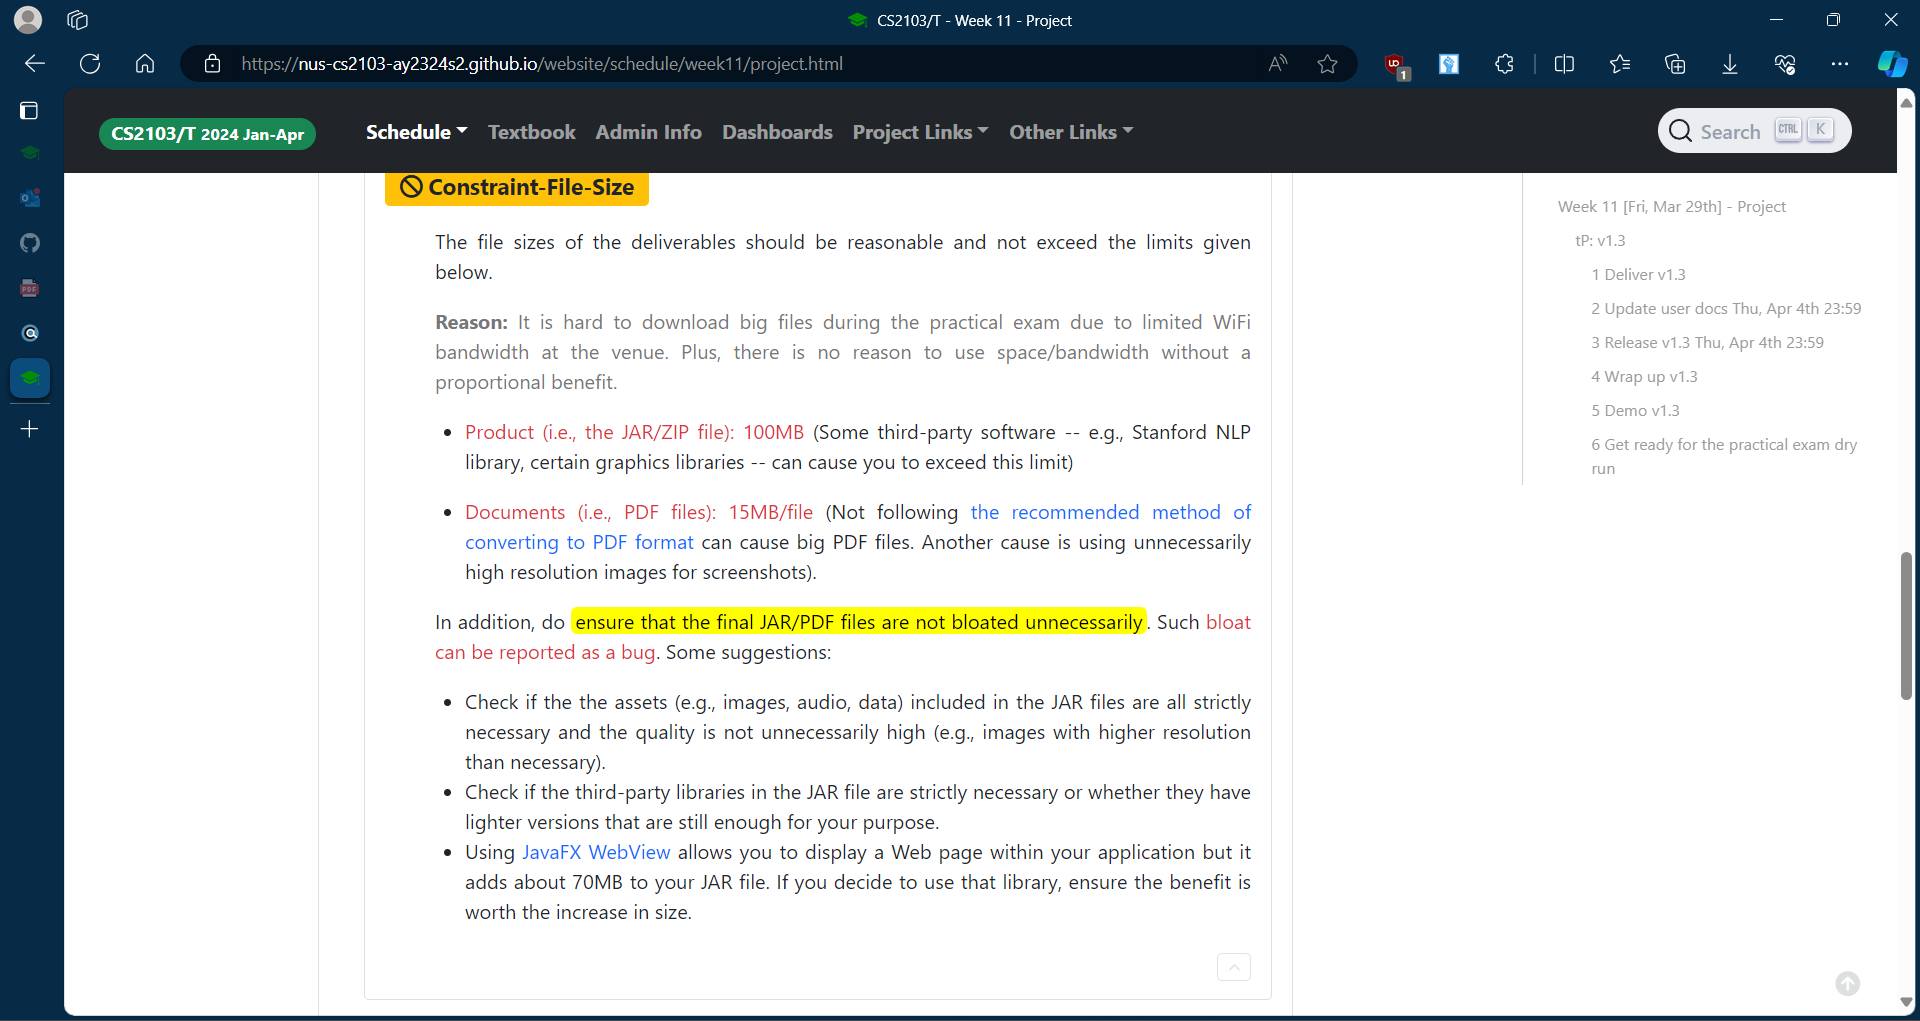 CS2103/T - Week 11 - Project
https://nus-cs2103-ay2324s2.github.io/website/schedule/week11/project.html
A
UO
1
CS2103/T 2024 Jan-Apr
Schedule
Textbook
Admin Info
Dashboards
Project Links
Other Links
Search
CTRL
K
PDF
Constraint-File-Size
The file sizes of the deliverables should be reasonable and not exceed the limits given
below.
Reason: It is hard to download big files during the practical exam due to limited WiFi
bandwidth at the venue. Plus, there is no reason to use space/bandwidth without a
proportional benefit.
• Product (i.e., the JAR/ZIP file): 100MB (Some third-party software -- e.g., Stanford NLP
library, certain graphics libraries -- can cause you to exceed this limit)
• Documents (i.e., PDF files): 15MB/file (Not following the recommended method of
converting to PDF format can cause big PDF files. Another cause is using unnecessarily
high resolution images for screenshots).
In addition, do ensure that the final JAR/PDF files are not bloated unnecessarily. Such bloat
can be reported as a bug. Some suggestions:
• Check if the the assets (e.g., images, audio, data) included in the JAR files are all strictly
necessary and the quality is not unnecessarily high (e.g., images with higher resolution
than necessary).
• Check if the third-party libraries in the JAR file are strictly necessary or whether they have
lighter versions that are still enough for your purpose.
• Using JavaFX WebView allows you to display a Web page within your application but it
adds about 70MB to your JAR file. If you decide to use that library, ensure the benefit is
worth the increase in size.
Week 11 [Fri, Mar 29th] - Project
tP: v1.3
1 Deliver v1.3
2 Update user docs Thu, Apr 4th 23:59
3 Release v1.3 Thu, Apr 4th 23:59
4 Wrap up v1.3
5 Demo v1.3
6 Get ready for the practical exam dry
run